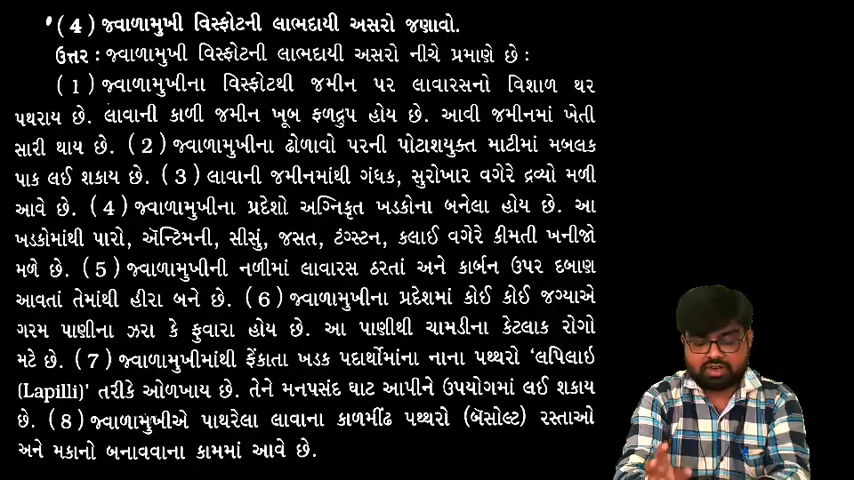 (4) જ્વાળામુખી વિસ્ફોટની લાભદાયી અસરો જણાવો.
ઉત્તર : જ્વાળામુખી વિસ્ફોટની લાભદાયી અસરો નીચે પ્રમાણે છે :
(1) જ્વાળામુખીના વિસ્ફોટથી જમીન પર લાવારસનો વિશાળ થર
પથરાય છે. લાવાની કાળી જમીન ખૂબ ફળદ્રુપ હોય છે. આવી જમીનમાં ખેતી
સારી થાય છે. (2) જ્વાળામુખીના ઢોળાવો પરની પોટાશયુક્ત માટીમાં મબલક
પાક લઈ શકાય છે. (3) લાવાની જમીનમાંથી ગંધક, સુરોખાર વગેરે દ્રવ્યો મળી
આવે છે. (4) જ્વાળામુખીના પ્રદેશો અગ્નિકૃત ખડકોના બનેલા હોય છે. આ
ખડકોમાંથી પારો, ઍન્ટિમની, સીસું, જસત, ટંગ્સ્ટન, કલાઈ વગેરે કીમતી ખનીજો
મળે છે. (5) જ્વાળામુખીની નળીમાં લાવારસ ઠરતાં અને કાર્બન ઉપર દબાણ
આવતાં તેમાંથી હીરા બને છે. (6) જ્વાળામુખીના પ્રદેશમાં કોઈ કોઈ જગ્યાએ
ગરમ પાણીના ઝરા કે ફુવારા હોય છે. આ પાણીથી ચામડીના કેટલાક રોગો
મટે છે. (7) જ્વાળામુખીમાંથી ફેંકાતા ખડક પદાર્થોમાંના નાના પથ્થરો ‘લપિલાઇ
(Lapilli)’ તરીકે ઓળખાય છે. તેને મનપસંદ ઘાટ આપીને ઉપયોગમાં લઈ શકાય
છે. (8) જ્વાળામુખીએ પાથરેલા લાવાના કાળમીંઢ પથ્થરો (બૅસોલ્ટ) રસ્તાઓ
અને મકાનો બનાવવાના કામમાં આવે છે.